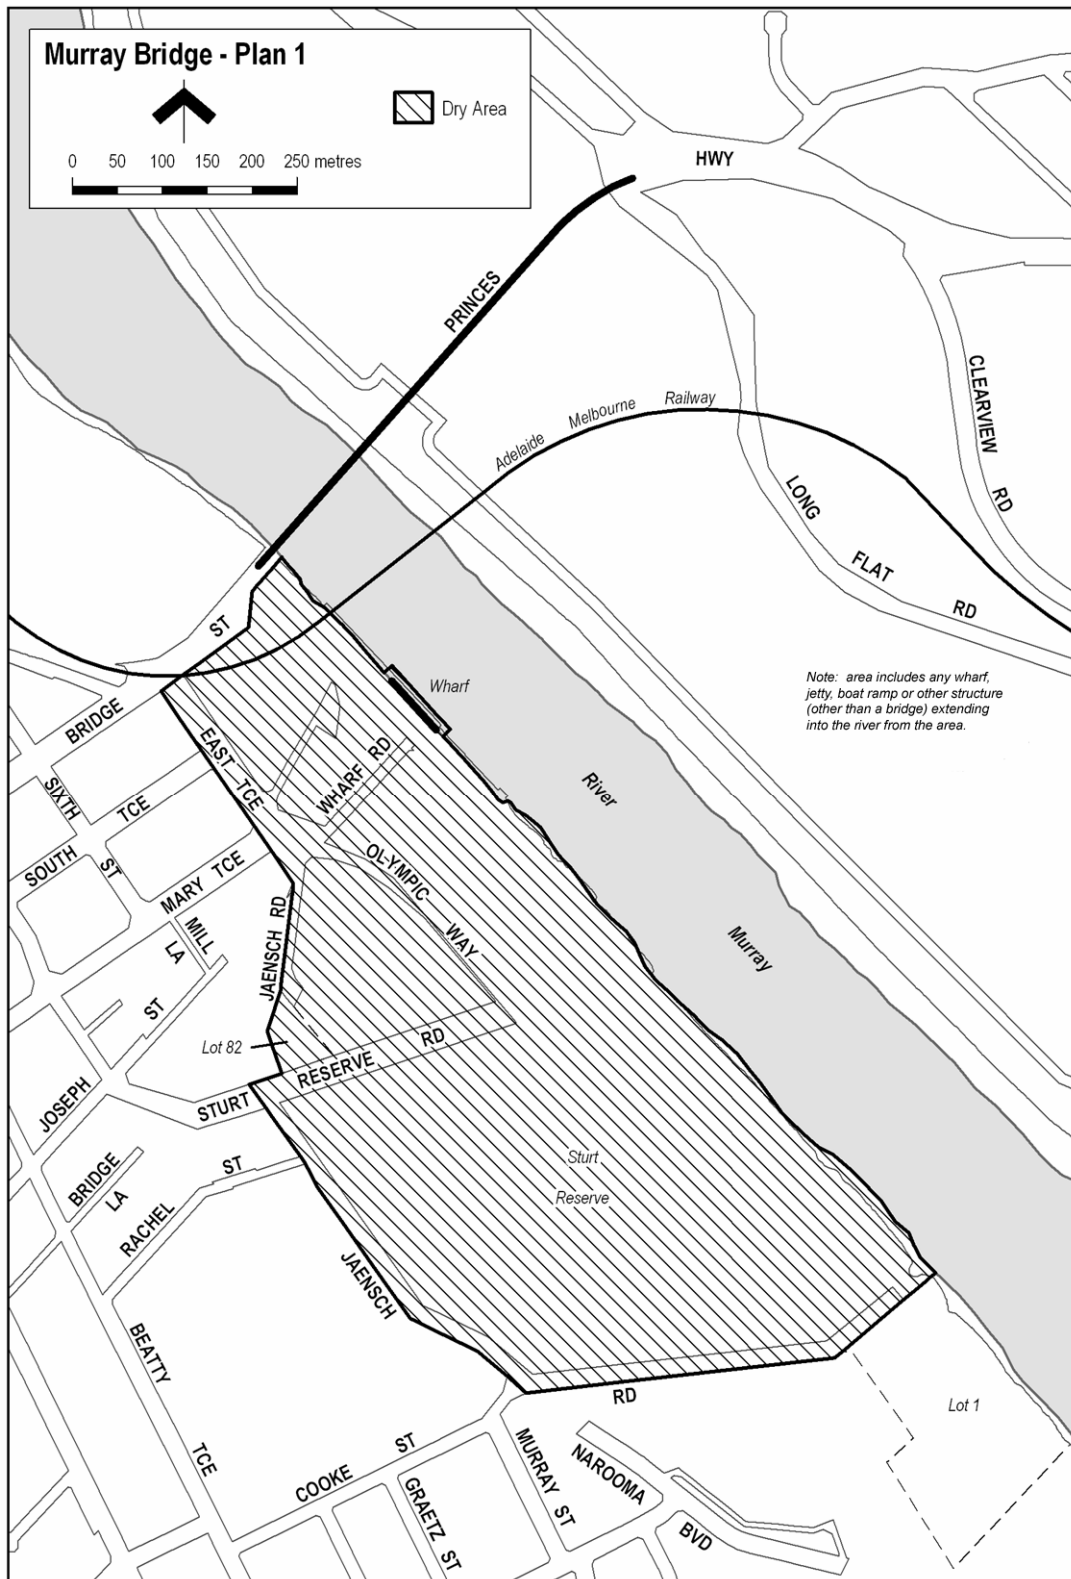 Murray Bridge - Plan 1
Dry Area
0 50 100 150 200 250 metres
HWY
PRINCES
CLEARVIEW
RD
Adelaide Melbourne Railway
LONG
FLAT
RD
ST
BRIDGE
Wharf
Note: area includes any wharf,
jetty, boat ramp or other structure
(other than a bridge) extending
into the river from the area.
EAST TCE
WHARF RD
SIXTH
ST
SOUTH
TCE
River
OLYMPIC
WAY
MARY TCE
JAENSCH RD
MILL
LA
Murray
JOSEPH
ST
Lot 82
RESERVE
RD
STURT
BRIDGE
LA
RACHEL
ST
Sturt
Reserve
JAENSCH
RD
BEATTY
TCE
Lot 1
COOKE
ST
GRAETZ ST
MURRAY ST
NAROOMA
BVD